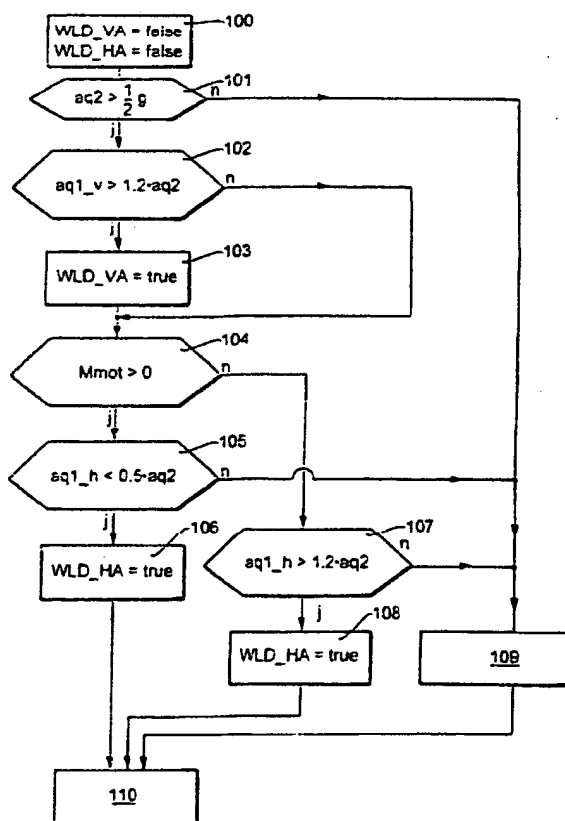 100
WLD_VA = false
WLD_HA = false
101
aq2 > 1/2 g
n
j
102
aq1_v > 1.2·aq2
n
j
103
WLD_VA = true
104
Mmot > 0
n
j
105
aq1_h < 0.5·aq2
n
j
106
WLD_HA = true
107
aq1_h > 1.2·aq2
n
j
108
WLD_HA = true
109
110